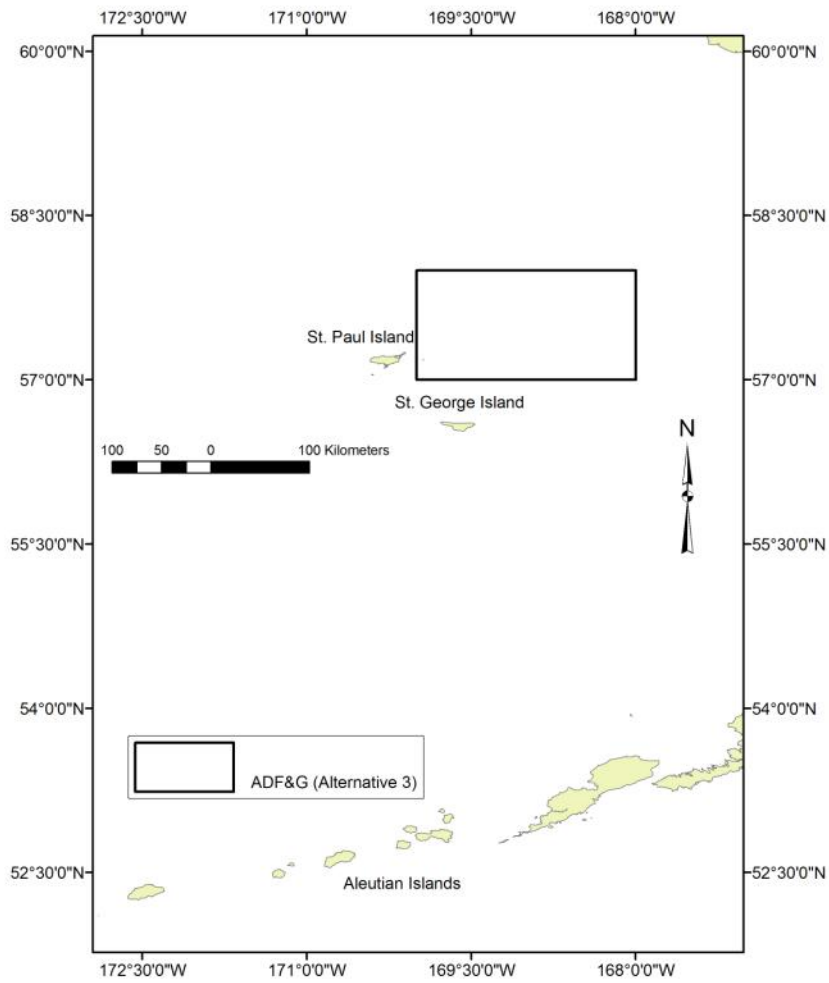 172°30'0"W 171°0'0"W 169°30'0"W 168°0'0"W
60°0'0"N 60°0'0"N
58°30'0"N 58°30'0"N
St. Paul Island
57°0'0"N 57°0'0"N
St. George Island
N
100 50 0 100 Kilometers
55°30'0"N 55°30'0"N
54°0'0"N 54°0'0"N
ADF&G (Alternative 3)
52°30'0"N 52°30'0"N
Aleutian Islands
172°30'0"W 171°0'0"W 169°30'0"W 168°0'0"W